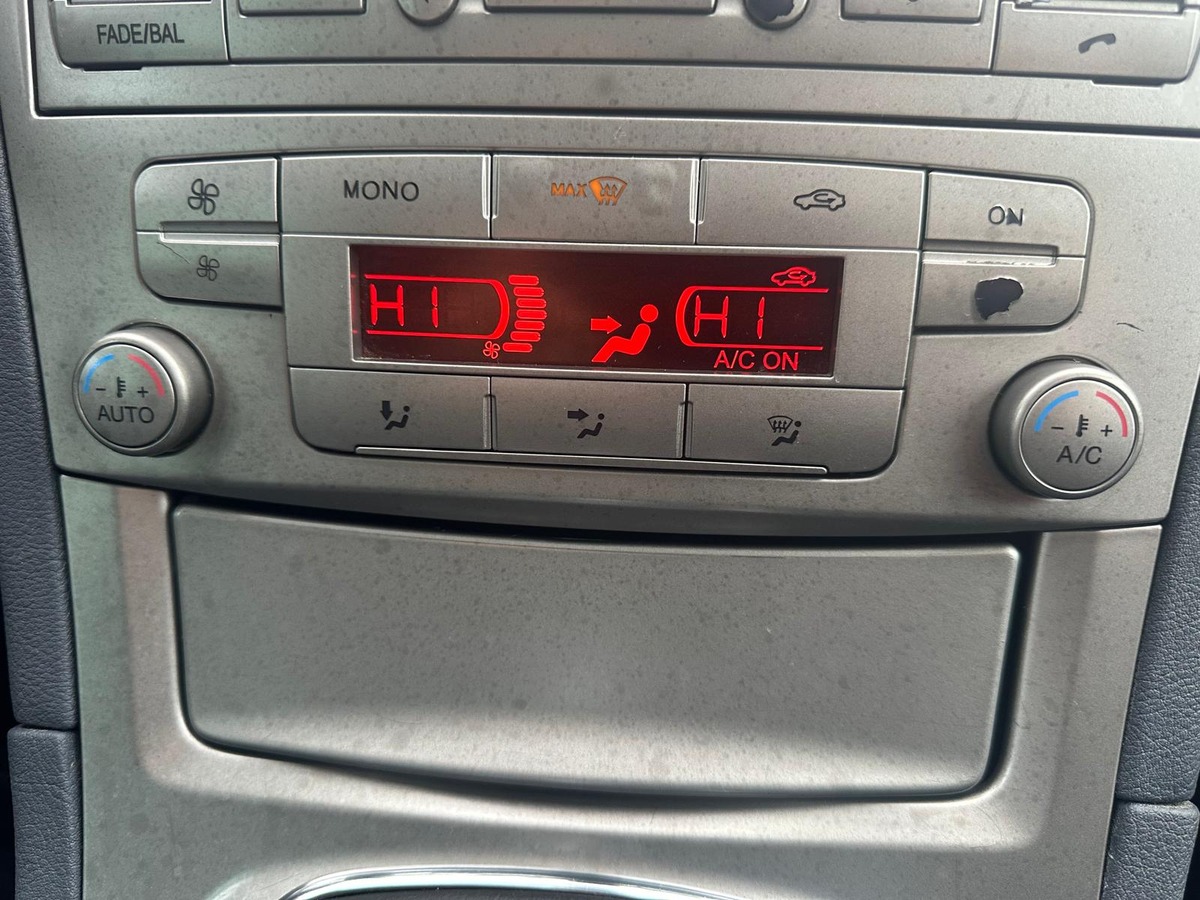 FADE/BAL
MONO
MAX
ON
HI
HI
A/C ON
- +
AUTO
- +
A/C